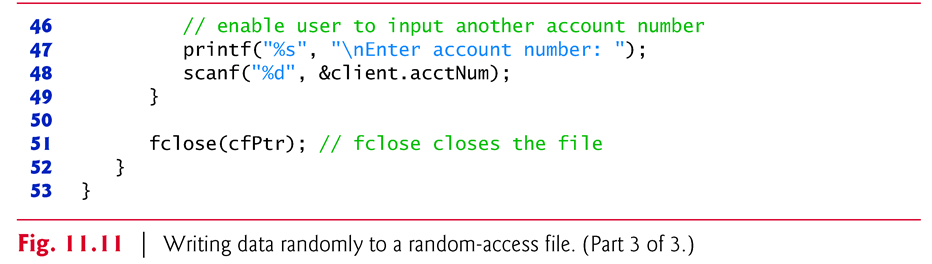 46 // enable user to input another account number
47 printf("%s", "\nEnter account number: ");
48 scanf("%d", &client.acctNum);
49 }
50
51 fclose(cfPtr); // fclose closes the file
52 }
53 }
Fig. 11.11 | Writing data randomly to a random-access file. (Part 3 of 3.)